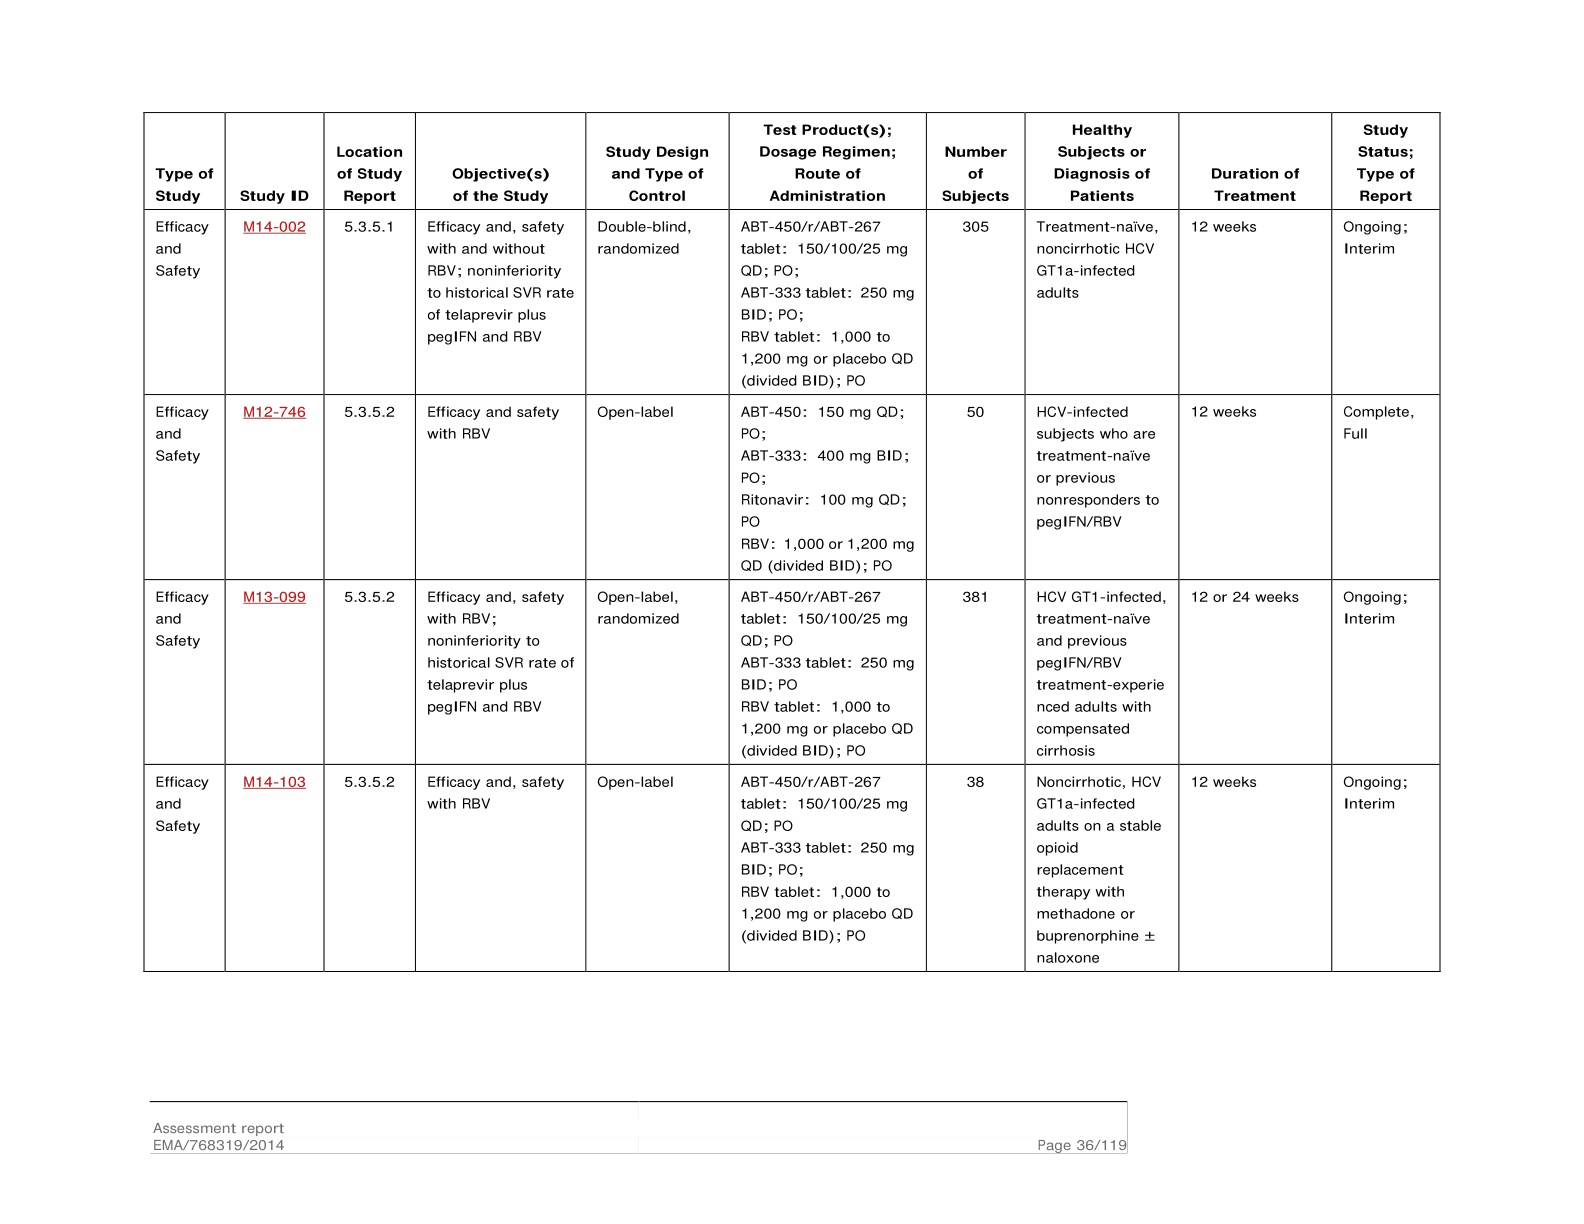 Type of
Study
Study ID
Location
of Study
Report
Objective(s)
of the Study
Study Design
and Type of
Control
Test Product(s);
Dosage Regimen;
Route of
Administration
Number
of
Subjects
Healthy
Subjects or
Diagnosis of
Patients
Duration of
Treatment
Study
Status;
Type of
Report
Efficacy
and
Safety
M14-002
5.3.5.1
Efficacy and, safety
with and without
RBV; noninferiority
to historical SVR rate
of telaprevir plus
pegIFN and RBV
Double-blind,
randomized
ABT-450/r/ABT-267
tablet: 150/100/25 mg
QD; PO;
ABT-333 tablet: 250 mg
BID; PO;
RBV tablet: 1,000 to
1,200 mg or placebo QD
(divided BID); PO
305
Treatment-naïve,
noncirrhotic HCV
GT1a-infected
adults
12 weeks
Ongoing;
Interim
Efficacy
and
Safety
M12-746
5.3.5.2
Efficacy and safety
with RBV
Open-label
ABT-450: 150 mg QD;
PO;
ABT-333: 400 mg BID;
PO;
Ritonavir: 100 mg QD;
PO
RBV: 1,000 or 1,200 mg
QD (divided BID); PO
50
HCV-infected
subjects who are
treatment-naïve
or previous
nonresponders to
pegIFN/RBV
12 weeks
Complete,
Full
Efficacy
and
Safety
M13-099
5.3.5.2
Efficacy and, safety
with RBV;
noninferiority to
historical SVR rate of
telaprevir plus
pegIFN and RBV
Open-label,
randomized
ABT-450/r/ABT-267
tablet: 150/100/25 mg
QD; PO
ABT-333 tablet: 250 mg
BID; PO
RBV tablet: 1,000 to
1,200 mg or placebo QD
(divided BID); PO
381
HCV GT1-infected,
treatment-naïve
and previous
pegIFN/RBV
treatment-experie
nced adults with
compensated
cirrhosis
12 or 24 weeks
Ongoing;
Interim
Efficacy
and
Safety
M14-103
5.3.5.2
Efficacy and, safety
with RBV
Open-label
ABT-450/r/ABT-267
tablet: 150/100/25 mg
QD; PO
ABT-333 tablet: 250 mg
BID; PO;
RBV tablet: 1,000 to
1,200 mg or placebo QD
(divided BID); PO
38
Noncirrhotic, HCV
GT1a-infected
adults on a stable
opioid
replacement
therapy with
methadone or
buprenorphine ±
naloxone
12 weeks
Ongoing;
Interim
Assessment report
EMA/768319/2014
Page 36/119